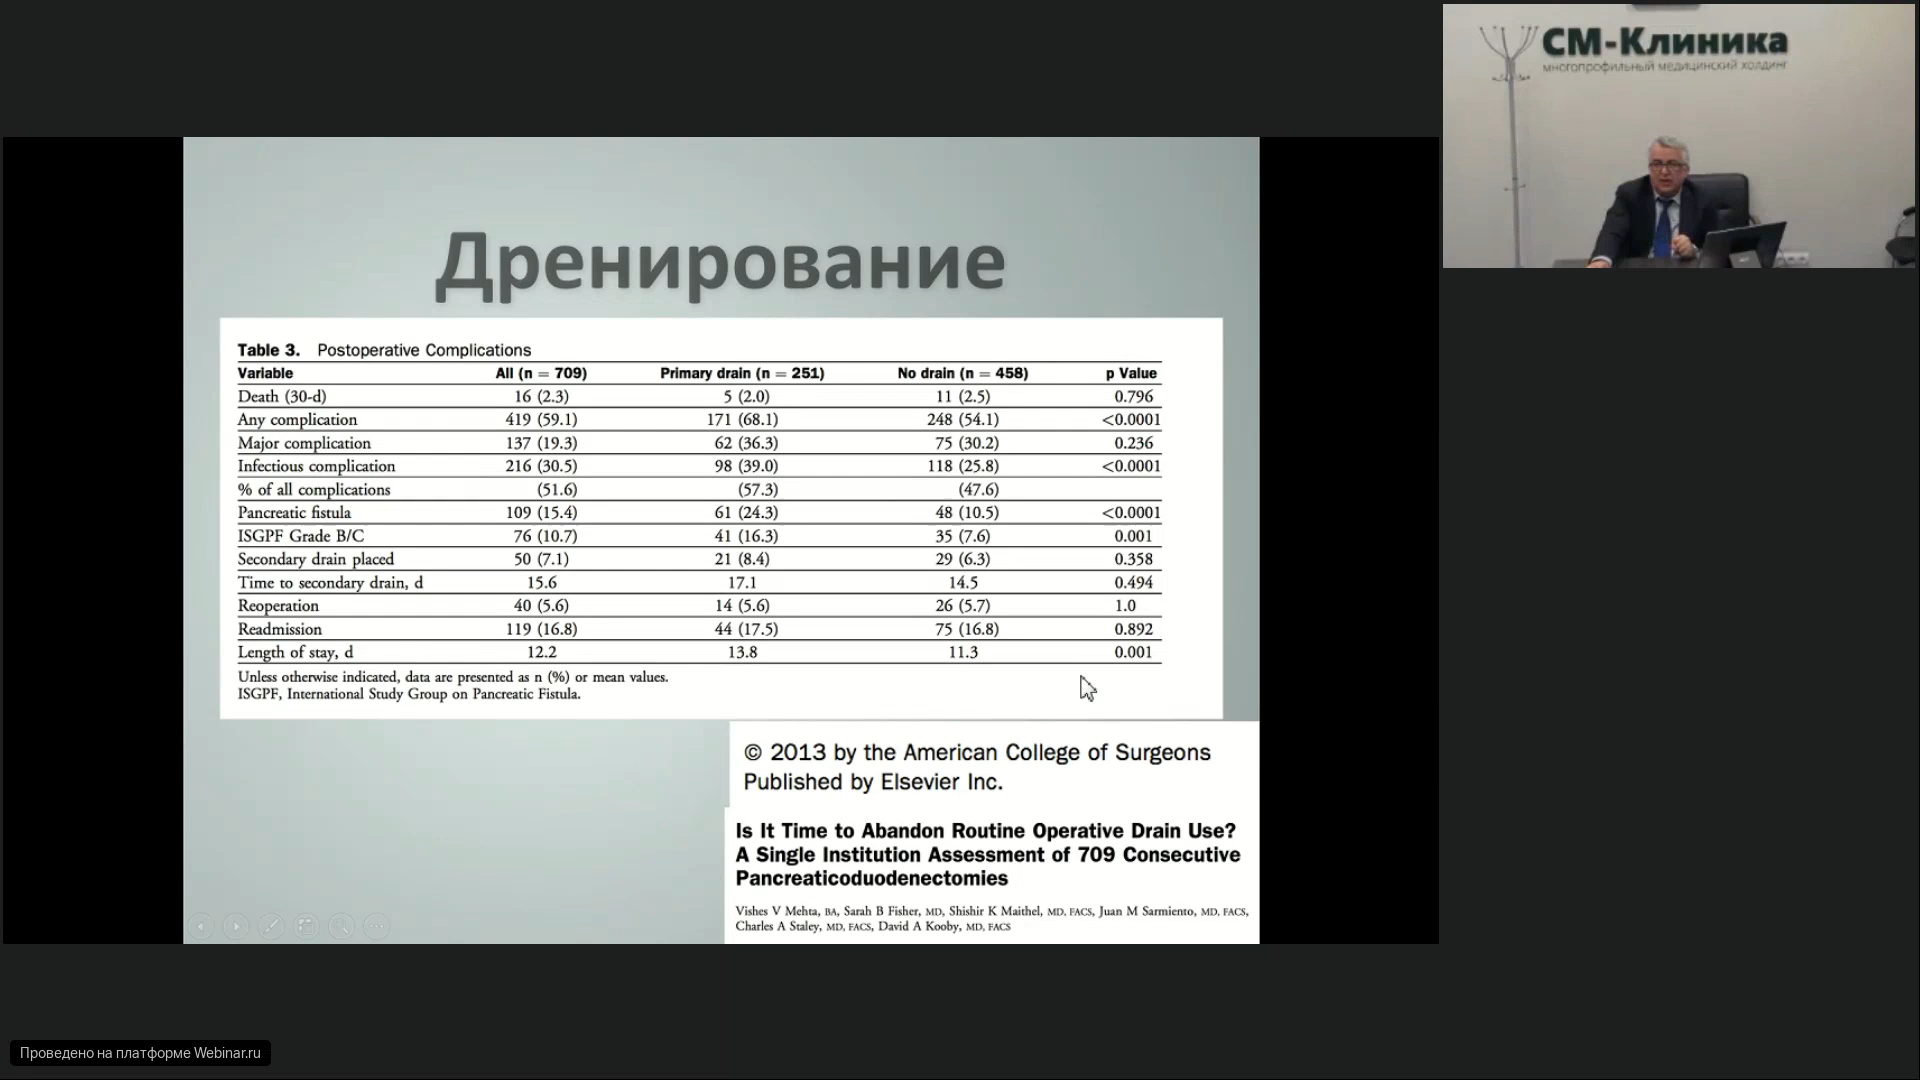 СМ-Клиника
многопрофильный медицинский холдинг
Дренирование
Table 3. Postoperative Complications
Variable All (n = 709) Primary drain (n = 251) No drain (n = 458) p Value
Death (30-d) 16 (2.3) 5 (2.0) 11 (2.5) 0.796
Any complication 419 (59.1) 171 (68.1) 248 (54.1) <0.0001
Major complication 137 (19.3) 62 (36.3) 75 (30.2) 0.236
Infectious complication 216 (30.5) 98 (39.0) 118 (25.8) <0.0001
% of all complications (51.6) (57.3) (47.6)
Pancreatic fistula 109 (15.4) 61 (24.3) 48 (10.5) <0.0001
ISGPF Grade B/C 76 (10.7) 41 (16.3) 35 (7.6) 0.001
Secondary drain placed 50 (7.1) 21 (8.4) 29 (6.3) 0.358
Time to secondary drain, d 15.6 17.1 14.5 0.494
Reoperation 40 (5.6) 14 (5.6) 26 (5.7) 1.0
Readmission 119 (16.8) 44 (17.5) 75 (16.8) 0.892
Length of stay, d 12.2 13.8 11.3 0.001
Unless otherwise indicated, data are presented as n (%) or mean values.
ISGPF, International Study Group on Pancreatic Fistula.
© 2013 by the American College of Surgeons
Published by Elsevier Inc.
Is It Time to Abandon Routine Operative Drain Use?
A Single Institution Assessment of 709 Consecutive
Pancreaticoduodenectomies
Vishes V Mehta, BA, Sarah B Fisher, MD, Shishir K Maithel, MD, FACS, Juan M Sarmiento, MD, FACS,
Charles A Staley, MD, FACS, David A Kooby, MD, FACS
Проведено на платформе Webinar.ru